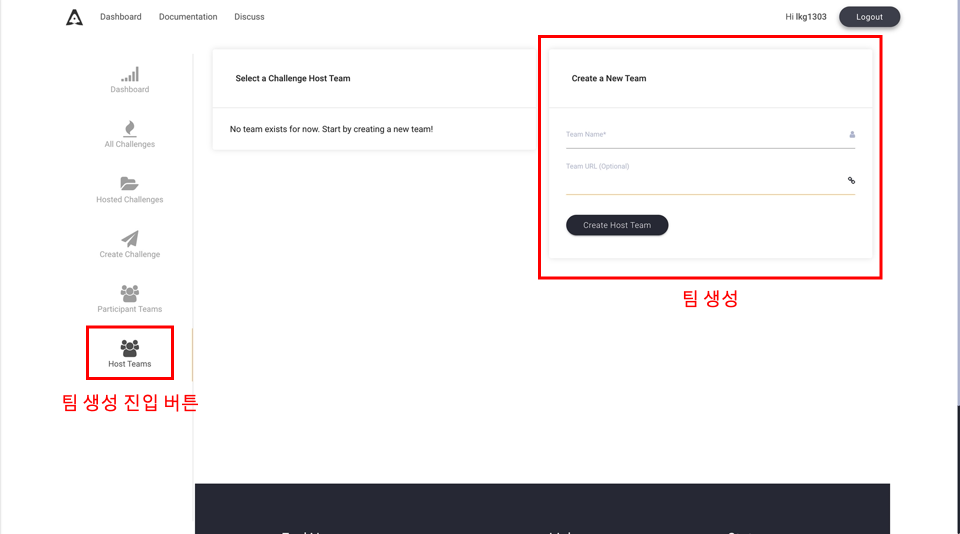 Dashboard Documentation Discuss Hi lkg1303 Logout
Dashboard
All Challenges
Hosted Challenges
Create Challenge
Participant Teams
Host Teams
팀 생성 진입 버튼
Select a Challenge Host Team
No team exists for now. Start by creating a new team!
Create a New Team
Team Name*
Team URL (Optional)
Create Host Team
팀 생성